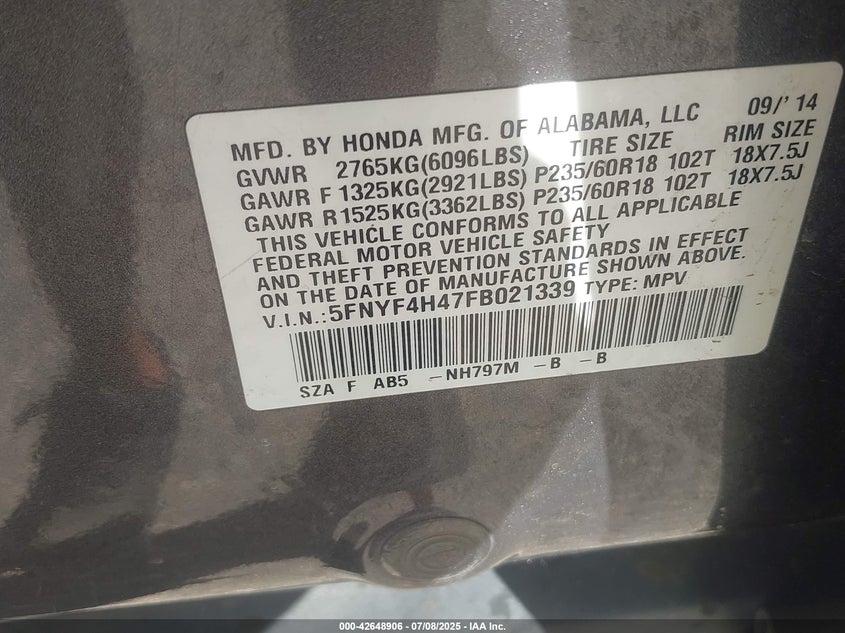 MFD. BY HONDA MFG. OF ALABAMA, LLC 09/'14
GVWR 2765KG(6096LBS) TIRE SIZE RIM SIZE
GAWR F 1325KG(2921LBS) P235/60R18 102T 18X7.5J
GAWR R1525KG(3362LBS) P235/60R18 102T 18X7.5J
THIS VEHICLE CONFORMS TO ALL APPLICABLE
FEDERAL MOTOR VEHICLE SAFETY
AND THEFT PREVENTION STANDARDS IN EFFECT
ON THE DATE OF MANUFACTURE SHOWN ABOVE.
V.I.N.:5FNYF4H47FB021339 TYPE: MPV
SZA F AB5 -NH797M -B -B
000-42648906 - 07/08/2025 - IAA Inc.